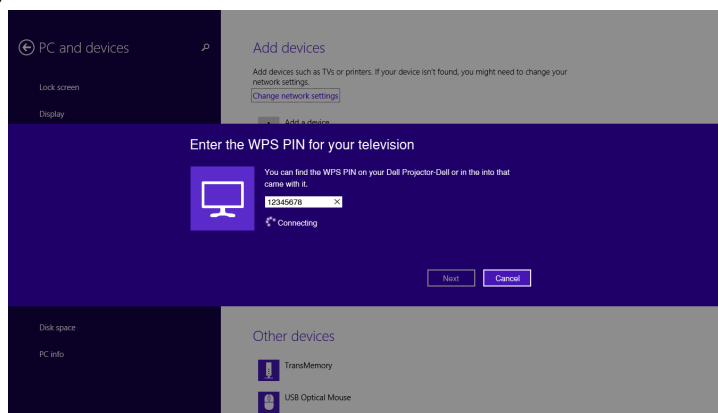 PC and devices
Lock screen
Display
Add devices
Add devices such as TVs or printers. If your device isn't found, you might need to change your
network settings.
Change network settings
Add a device
Enter the WPS PIN for your television
You can find the WPS PIN on your Dell Projector-Dell or in the into that
came with it.
12345678
Connecting
Next
Cancel
Disk space
PC info
Other devices
TransMemory
USB Optical Mouse